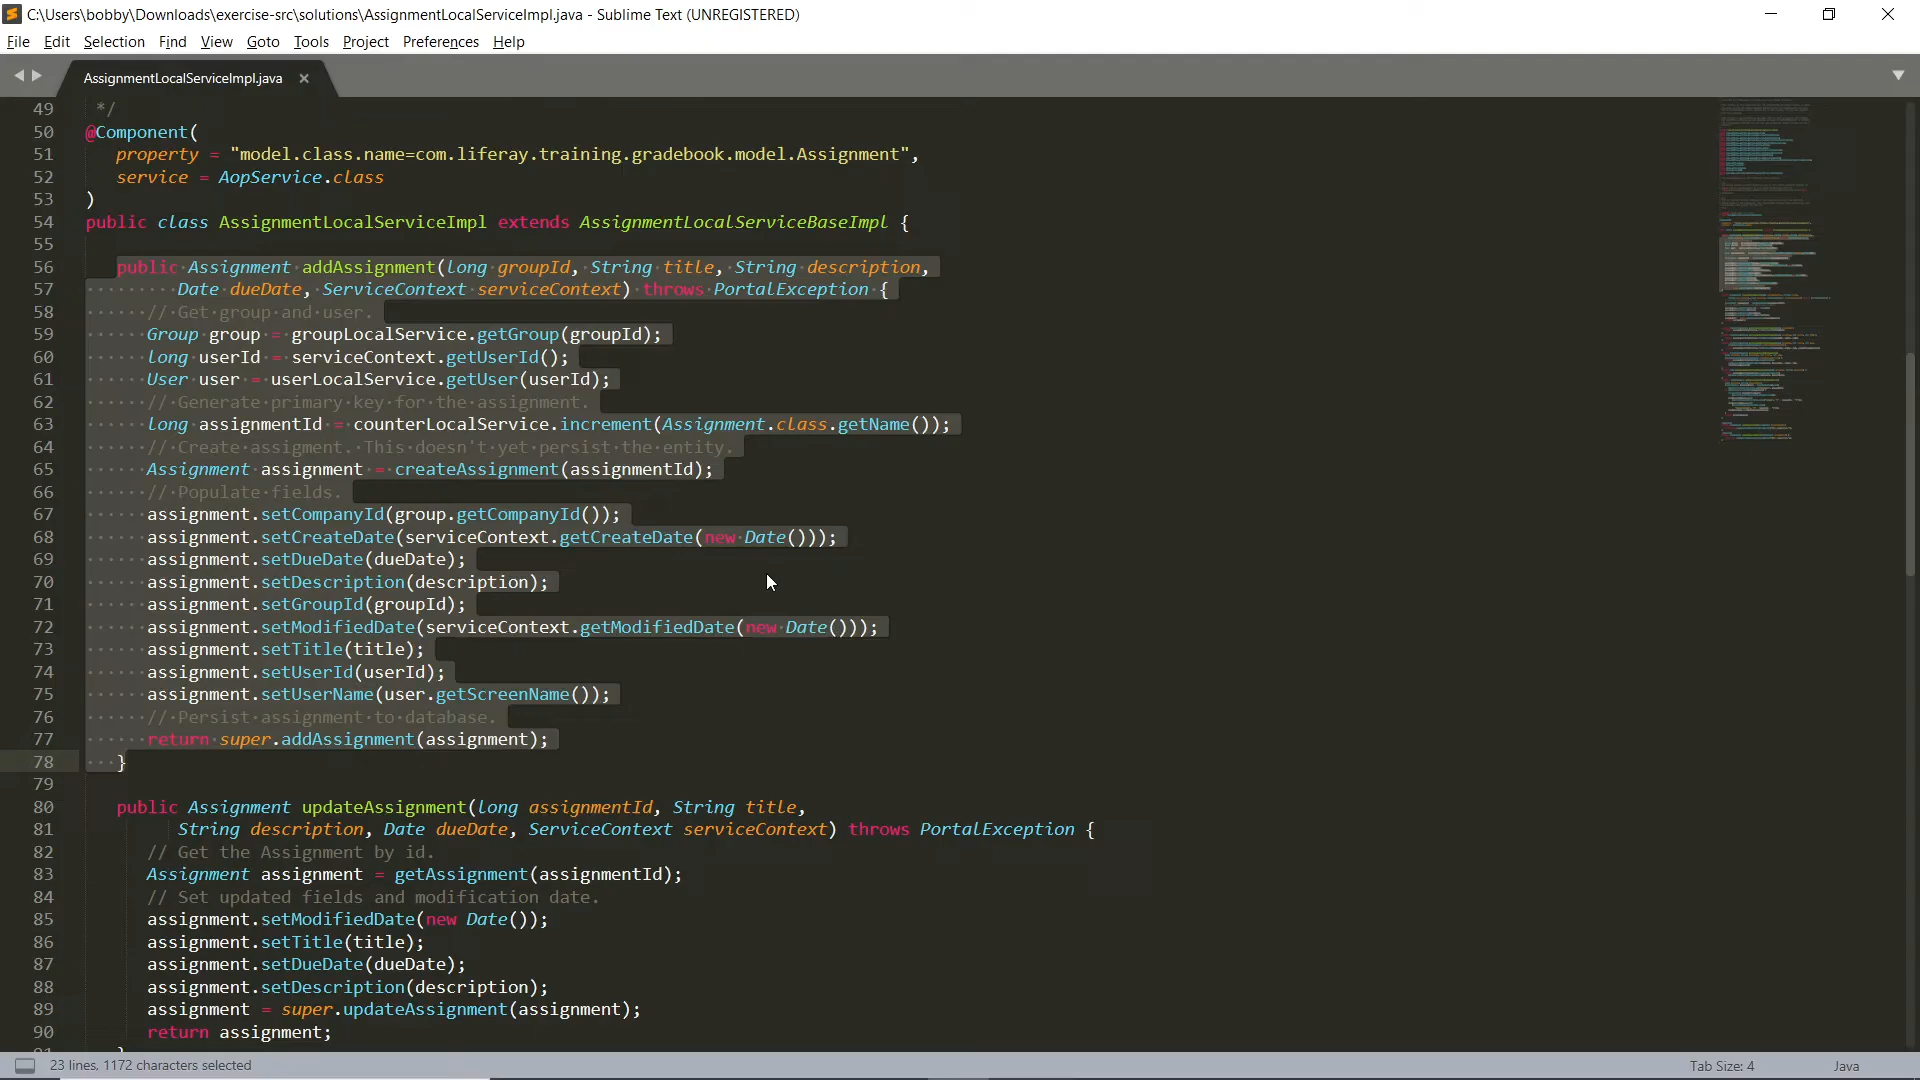 C:\Users\bobby\Downloads\exercise-src\solutions\AssignmentLocalServiceImpl.java - Sublime Text (UNREGISTERED)
File Edit Selection Find View Goto Tools Project Preferences Help
AssignmentLocalServiceImpl.java
49 */
50 @Component(
51 property = "model.class.name=com.liferay.training.gradebook.model.Assignment",
52 service = AopService.class
53 )
54 public class AssignmentLocalServiceImpl extends AssignmentLocalServiceBaseImpl {
55
56 public Assignment addAssignment(long groupId, String title, String description,
57 Date dueDate, ServiceContext serviceContext) throws PortalException {
58 // Get group and user.
59 Group group = groupLocalService.getGroup(groupId);
60 long userId = serviceContext.getUserId();
61 User user = userLocalService.getUser(userId);
62 // Generate primary key for the assignment.
63 long assignmentId = counterLocalService.increment(Assignment.class.getName());
64 // Create assigment. This doesn't yet persist the entity.
65 Assignment assignment = createAssignment(assignmentId);
66 // Populate fields.
67 assignment.setCompanyId(group.getCompanyId());
68 assignment.setCreateDate(serviceContext.getCreateDate(new Date()));
69 assignment.setDueDate(dueDate);
70 assignment.setDescription(description);
71 assignment.setGroupId(groupId);
72 assignment.setModifiedDate(serviceContext.getModifiedDate(new Date()));
73 assignment.setTitle(title);
74 assignment.setUserId(userId);
75 assignment.setUserName(user.getScreenName());
76 // Persist assignment to database.
77 return super.addAssignment(assignment);
78 }
79
80 public Assignment updateAssignment(long assignmentId, String title,
81 String description, Date dueDate, ServiceContext serviceContext) throws PortalException {
82 // Get the Assignment by id.
83 Assignment assignment = getAssignment(assignmentId);
84 // Set updated fields and modification date.
85 assignment.setModifiedDate(new Date());
86 assignment.setTitle(title);
87 assignment.setDueDate(dueDate);
88 assignment.setDescription(description);
89 assignment = super.updateAssignment(assignment);
90 return assignment;
23 lines, 1172 characters selected Tab Size: 4 Java